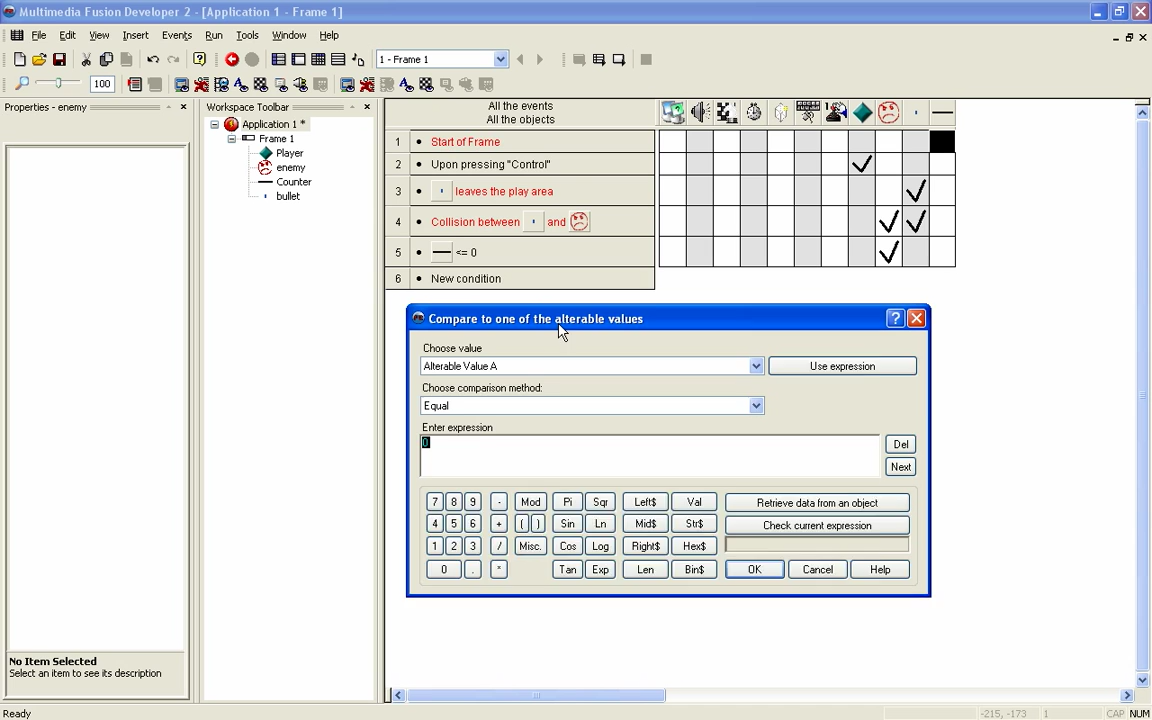 Multimedia Fusion Developer 2 - [Application 1 - Frame 1]
File Edit View Insert Events Run Tools Window Help
1 - Frame 1
100
Properties - enemy
Workspace Toolbar
Application 1 *
Frame 1
Player
enemy
Counter
bullet
All the events
All the objects
1 • Start of Frame
2 • Upon pressing "Control"
3 • leaves the play area
4 • Collision between and
5 • <= 0
6 • New condition
Compare to one of the alterable values
Choose value
Alterable Value A
Use expression
Choose comparison method:
Equal
Enter expression
0
Del
Next
7 8 9 - Mod Pi Sqr Left$ Val Retrieve data from an object
4 5 6 + ( ) Sin Ln Mid$ Str$ Check current expression
1 2 3 / Misc. Cos Log Right$ Hex$
0 . * Tan Exp Len Bin$ OK Cancel Help
No Item Selected
Select an item to see its description
Ready
-215, -173 1 CAP NUM